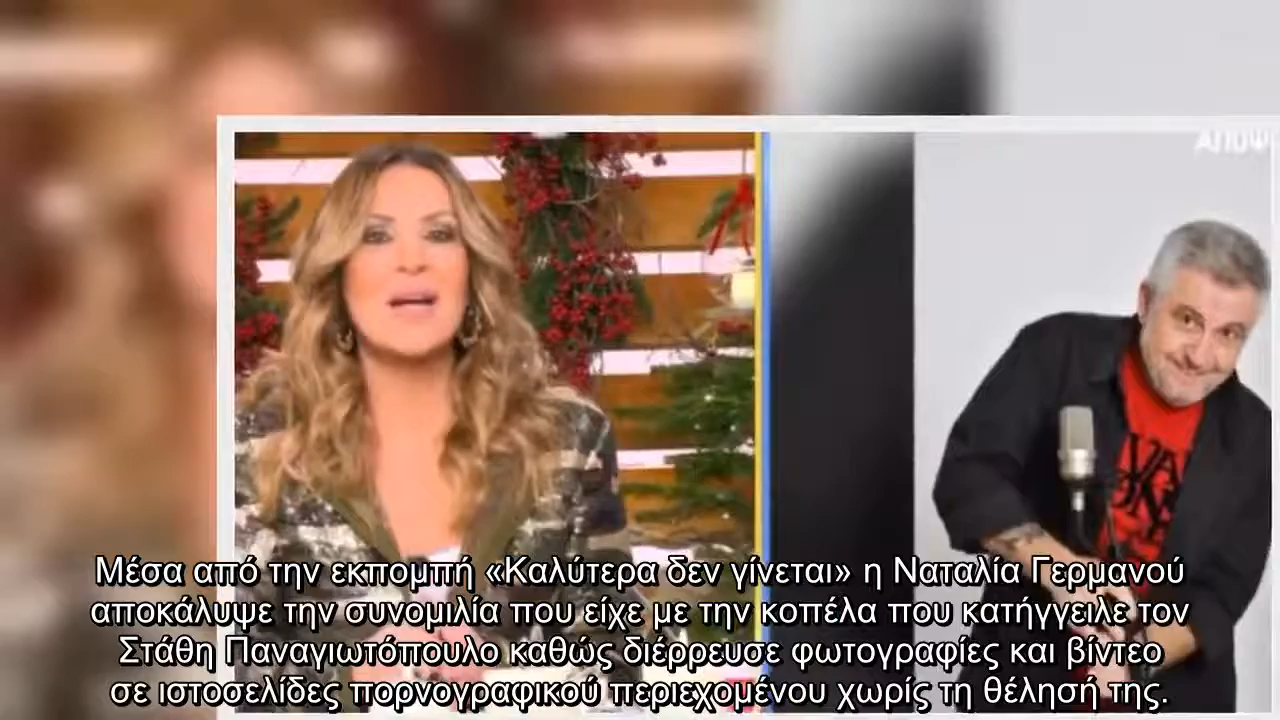 Μέσα από την εκπομπή «Καλύτερα δεν γίνεται» η Ναταλία Γερμανού
αποκάλυψε την συνομιλία που είχε με την κοπέλα που κατήγγειλε τον
Στάθη Παναγιωτόπουλο καθώς διέρρευσε φωτογραφίες και βίντεο
σε ιστοσελίδες πορνογραφικού περιεχομένου χωρίς τη θέλησή της.